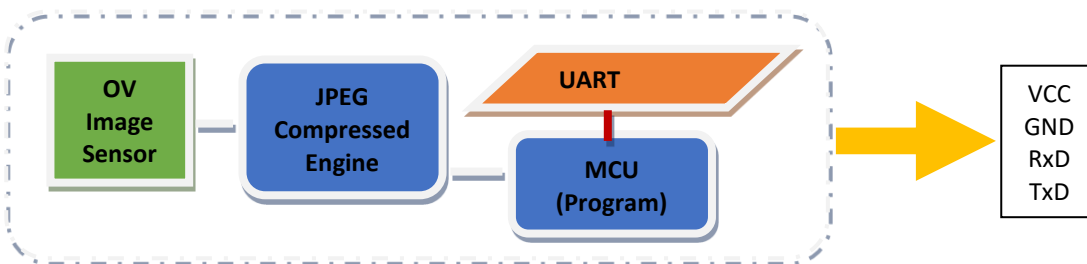 OV
Image
Sensor
JPEG
Compressed
Engine
UART
MCU
(Program)
VCC
GND
RxD
TxD